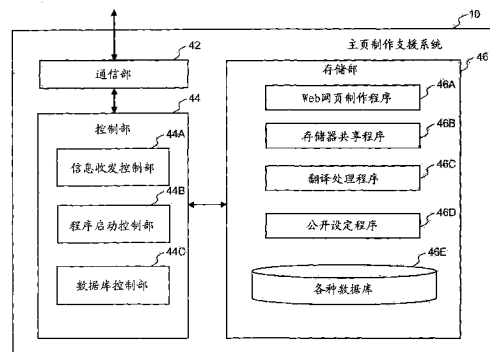 10
主页制作支援系统
42
通信部
44
控制部
44A
信息收发控制部
44B
程序启动控制部
44C
数据库控制部
46
存储部
46A
Web网页制作程序
46B
存储器共享程序
46C
翻译处理程序
46D
公开设定程序
46E
各种数据库